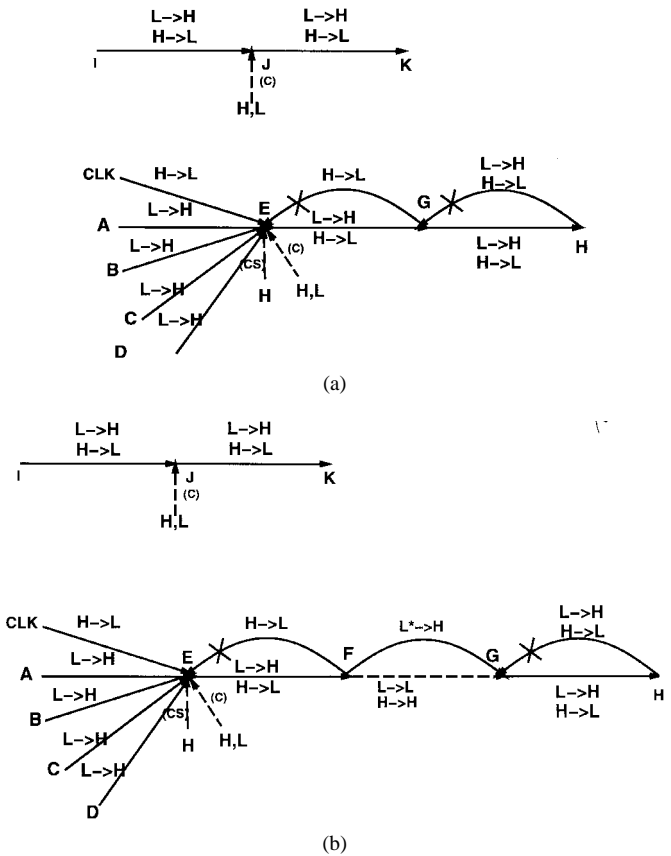 L–>H L–>H
H–>L H–>L
I J K
(C)
H,L
CLK H–>L H–>L L–>H
H–>L
E G
A L–>H L–>H
H–>L L–>H
H–>L H
B L–>H (CS) (C)
H H,L
C L–>H
D L–>H
(a)
L–>H L–>H
H–>L H–>L
I J K
(C)
H,L
CLK H–>L H–>L L*–>H L–>H
H–>L
E F G
A L–>H L–>H
H–>L L–>L
H–>H L–>H
H–>L H
B L–>H (CS) (C)
H H,L
C L–>H
D L–>H
(b)